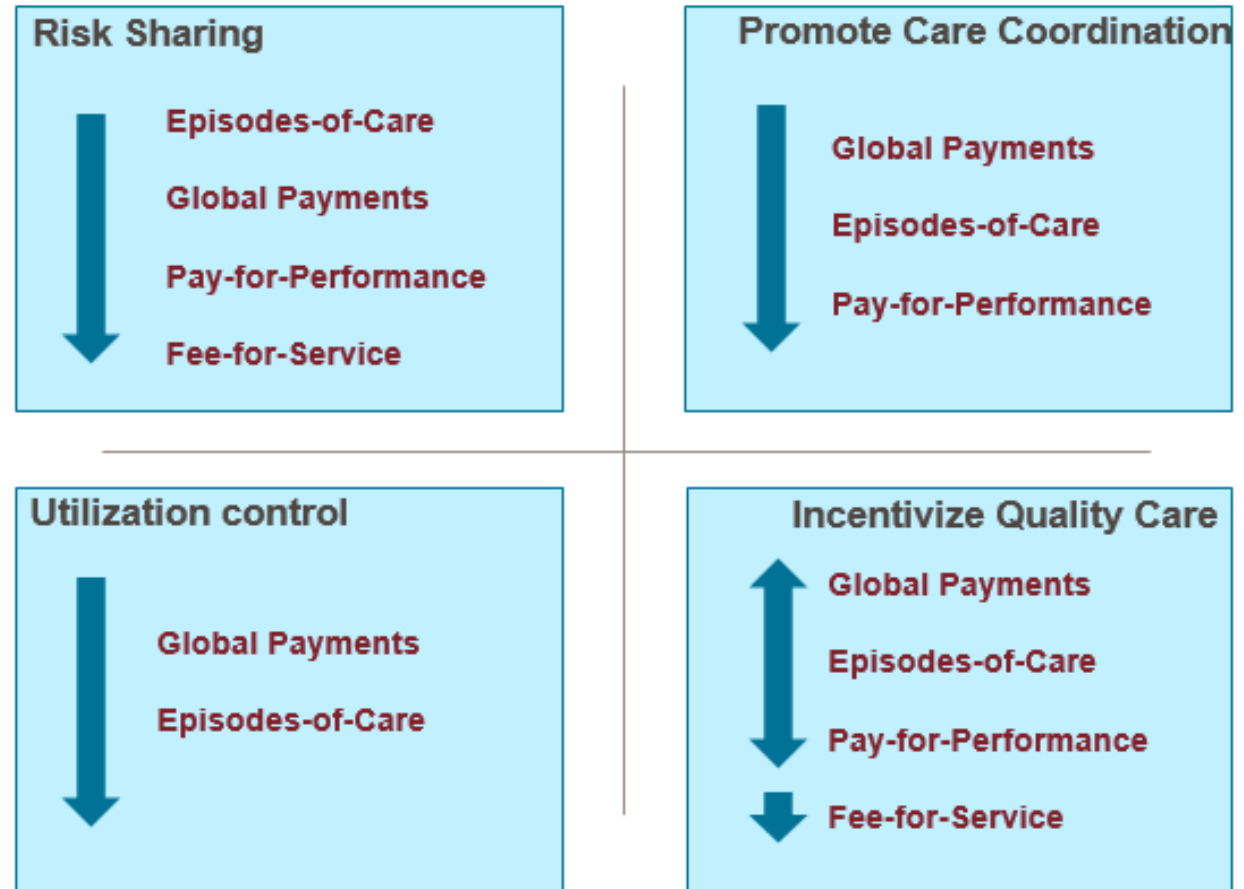 Risk Sharing
Episodes-of-Care
Global Payments
Pay-for-Performance
Fee-for-Service
Promote Care Coordination
Global Payments
Episodes-of-Care
Pay-for-Performance
Utilization control
Global Payments
Episodes-of-Care
Incentivize Quality Care
Global Payments
Episodes-of-Care
Pay-for-Performance
Fee-for-Service